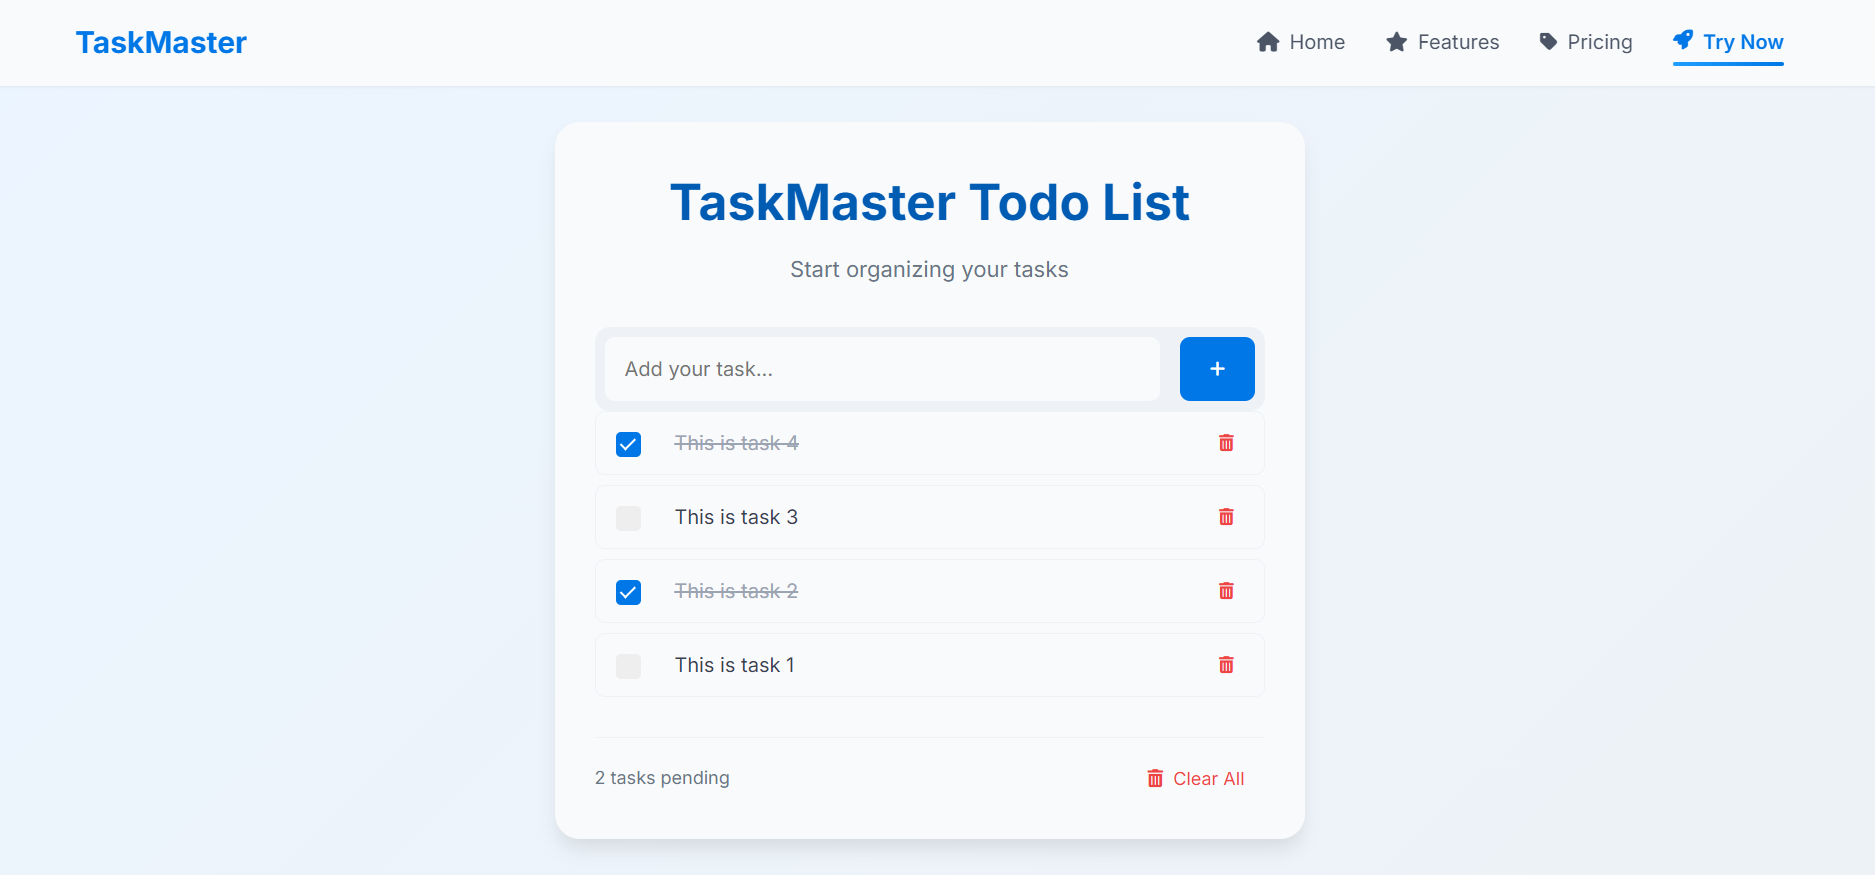 TaskMaster
Home
Features
Pricing
Try Now
TaskMaster Todo List
Start organizing your tasks
Add your task...
+
This is task 4
This is task 3
This is task 2
This is task 1
2 tasks pending
Clear All